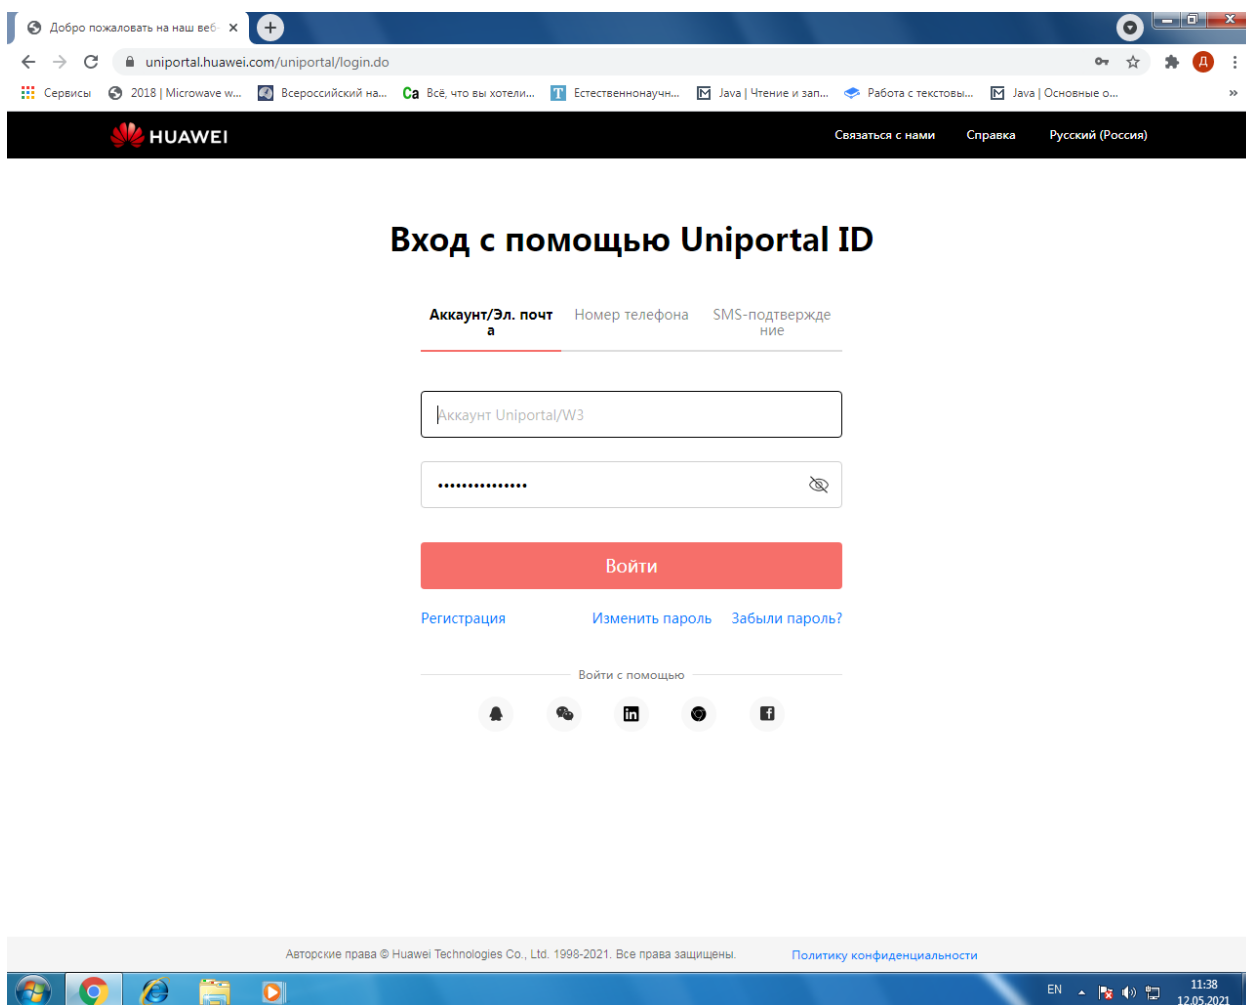 Добро пожаловать на наш веб-
uniportal.huawei.com/uniportal/login.do
Д
Сервисы 2018 | Microwave w... Всероссийский на... Ca Всё, что вы хотели... T Естественнонаучн... Java | Чтение и зап... Работа с текстовы... Java | Основные о... »
HUAWEI Связаться с нами Справка Русский (Россия)
Вход с помощью Uniportal ID
Аккаунт/Эл. почт Номер телефона SMS-подтвержде
а ние
Аккаунт Uniportal/W3
•••••••••••••••
Войти
Регистрация Изменить пароль Забыли пароль?
Войти с помощью
in f
Авторские права © Huawei Technologies Co., Ltd. 1998-2021. Все права защищены. Политику конфиденциальности
EN 11:38
12.05.2021